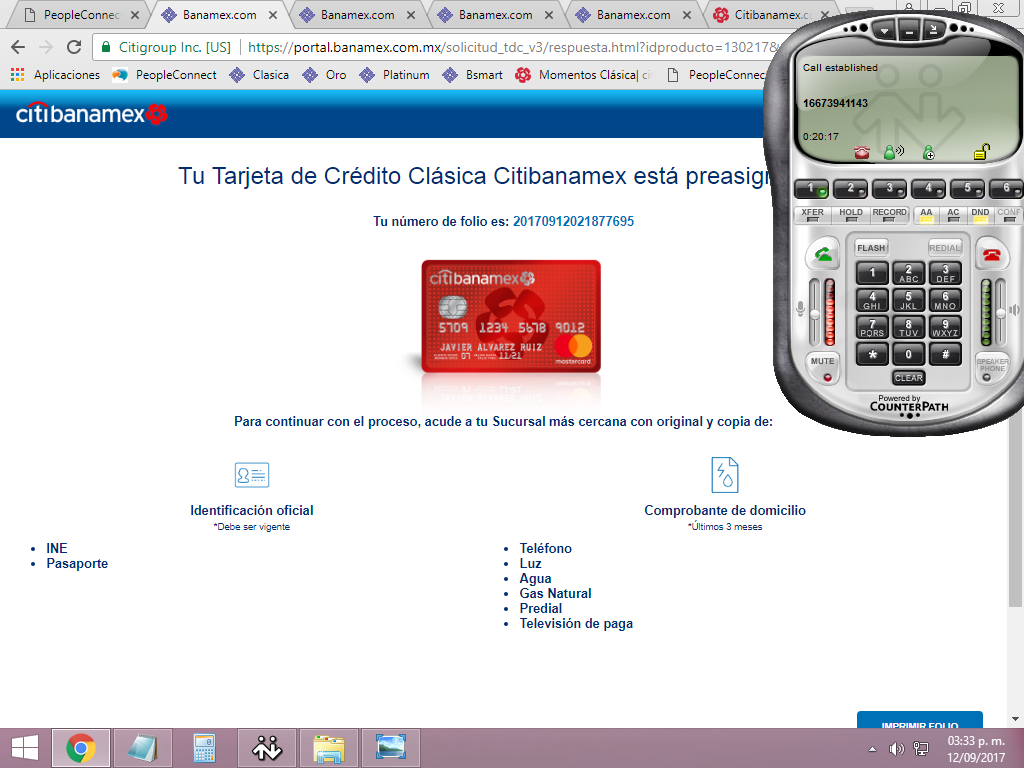 PeopleConnec
Banamex.com
Banamex.com
Banamex.com
Banamex.com
Citibanamex.c
Citigroup Inc. [US]
https://portal.banamex.com.mx/solicitud_tdc_v3/respuesta.html?idproducto=130217&
Aplicaciones
PeopleConnect
Clasica
Oro
Platinum
Bsmart
Momentos Clásica| ci
PeopleConnec
citibanamex
Tu Tarjeta de Crédito Clásica Citibanamex está preasig
Tu número de folio es: 20170912021877695
citibanamex
5709 1234 5678 9012
11/21
JAVIER ALVAREZ RUIZ
mastercard
Para continuar con el proceso, acude a tu Sucursal más cercana con original y copia de:
Identificación oficial
*Debe ser vigente
INE
Pasaporte
Comprobante de domicilio
*Últimos 3 meses
Teléfono
Luz
Agua
Gas Natural
Predial
Televisión de paga
IMPRIMIR FOLIO
Call established
16673941143
0:20:17
1 2 3 4 5 6
XFER HOLD RECORD AA AC DND CONF
FLASH REDIAL
1 2 ABC 3 DEF
4 GHI 5 JKL 6 MNO
7 PQRS 8 TUV 9 WXYZ
* 0 #
MUTE
SPEAKER PHONE
CLEAR
Powered by
COUNTERPATH
03:33 p. m.
12/09/2017